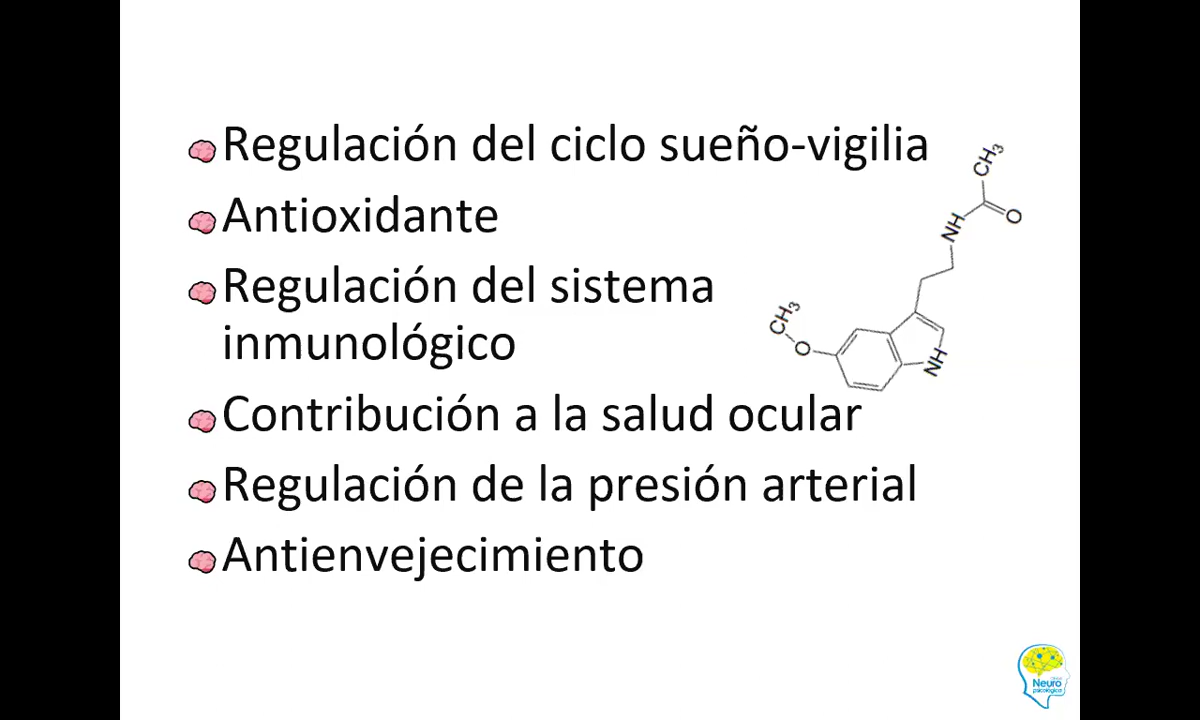 Regulación del ciclo sueño-vigilia
Antioxidante
Regulación del sistema
inmunológico
Contribución a la salud ocular
Regulación de la presión arterial
Antienvejecimiento
CH3
O
NH
CH3
O
NH
Neuro
psicológica